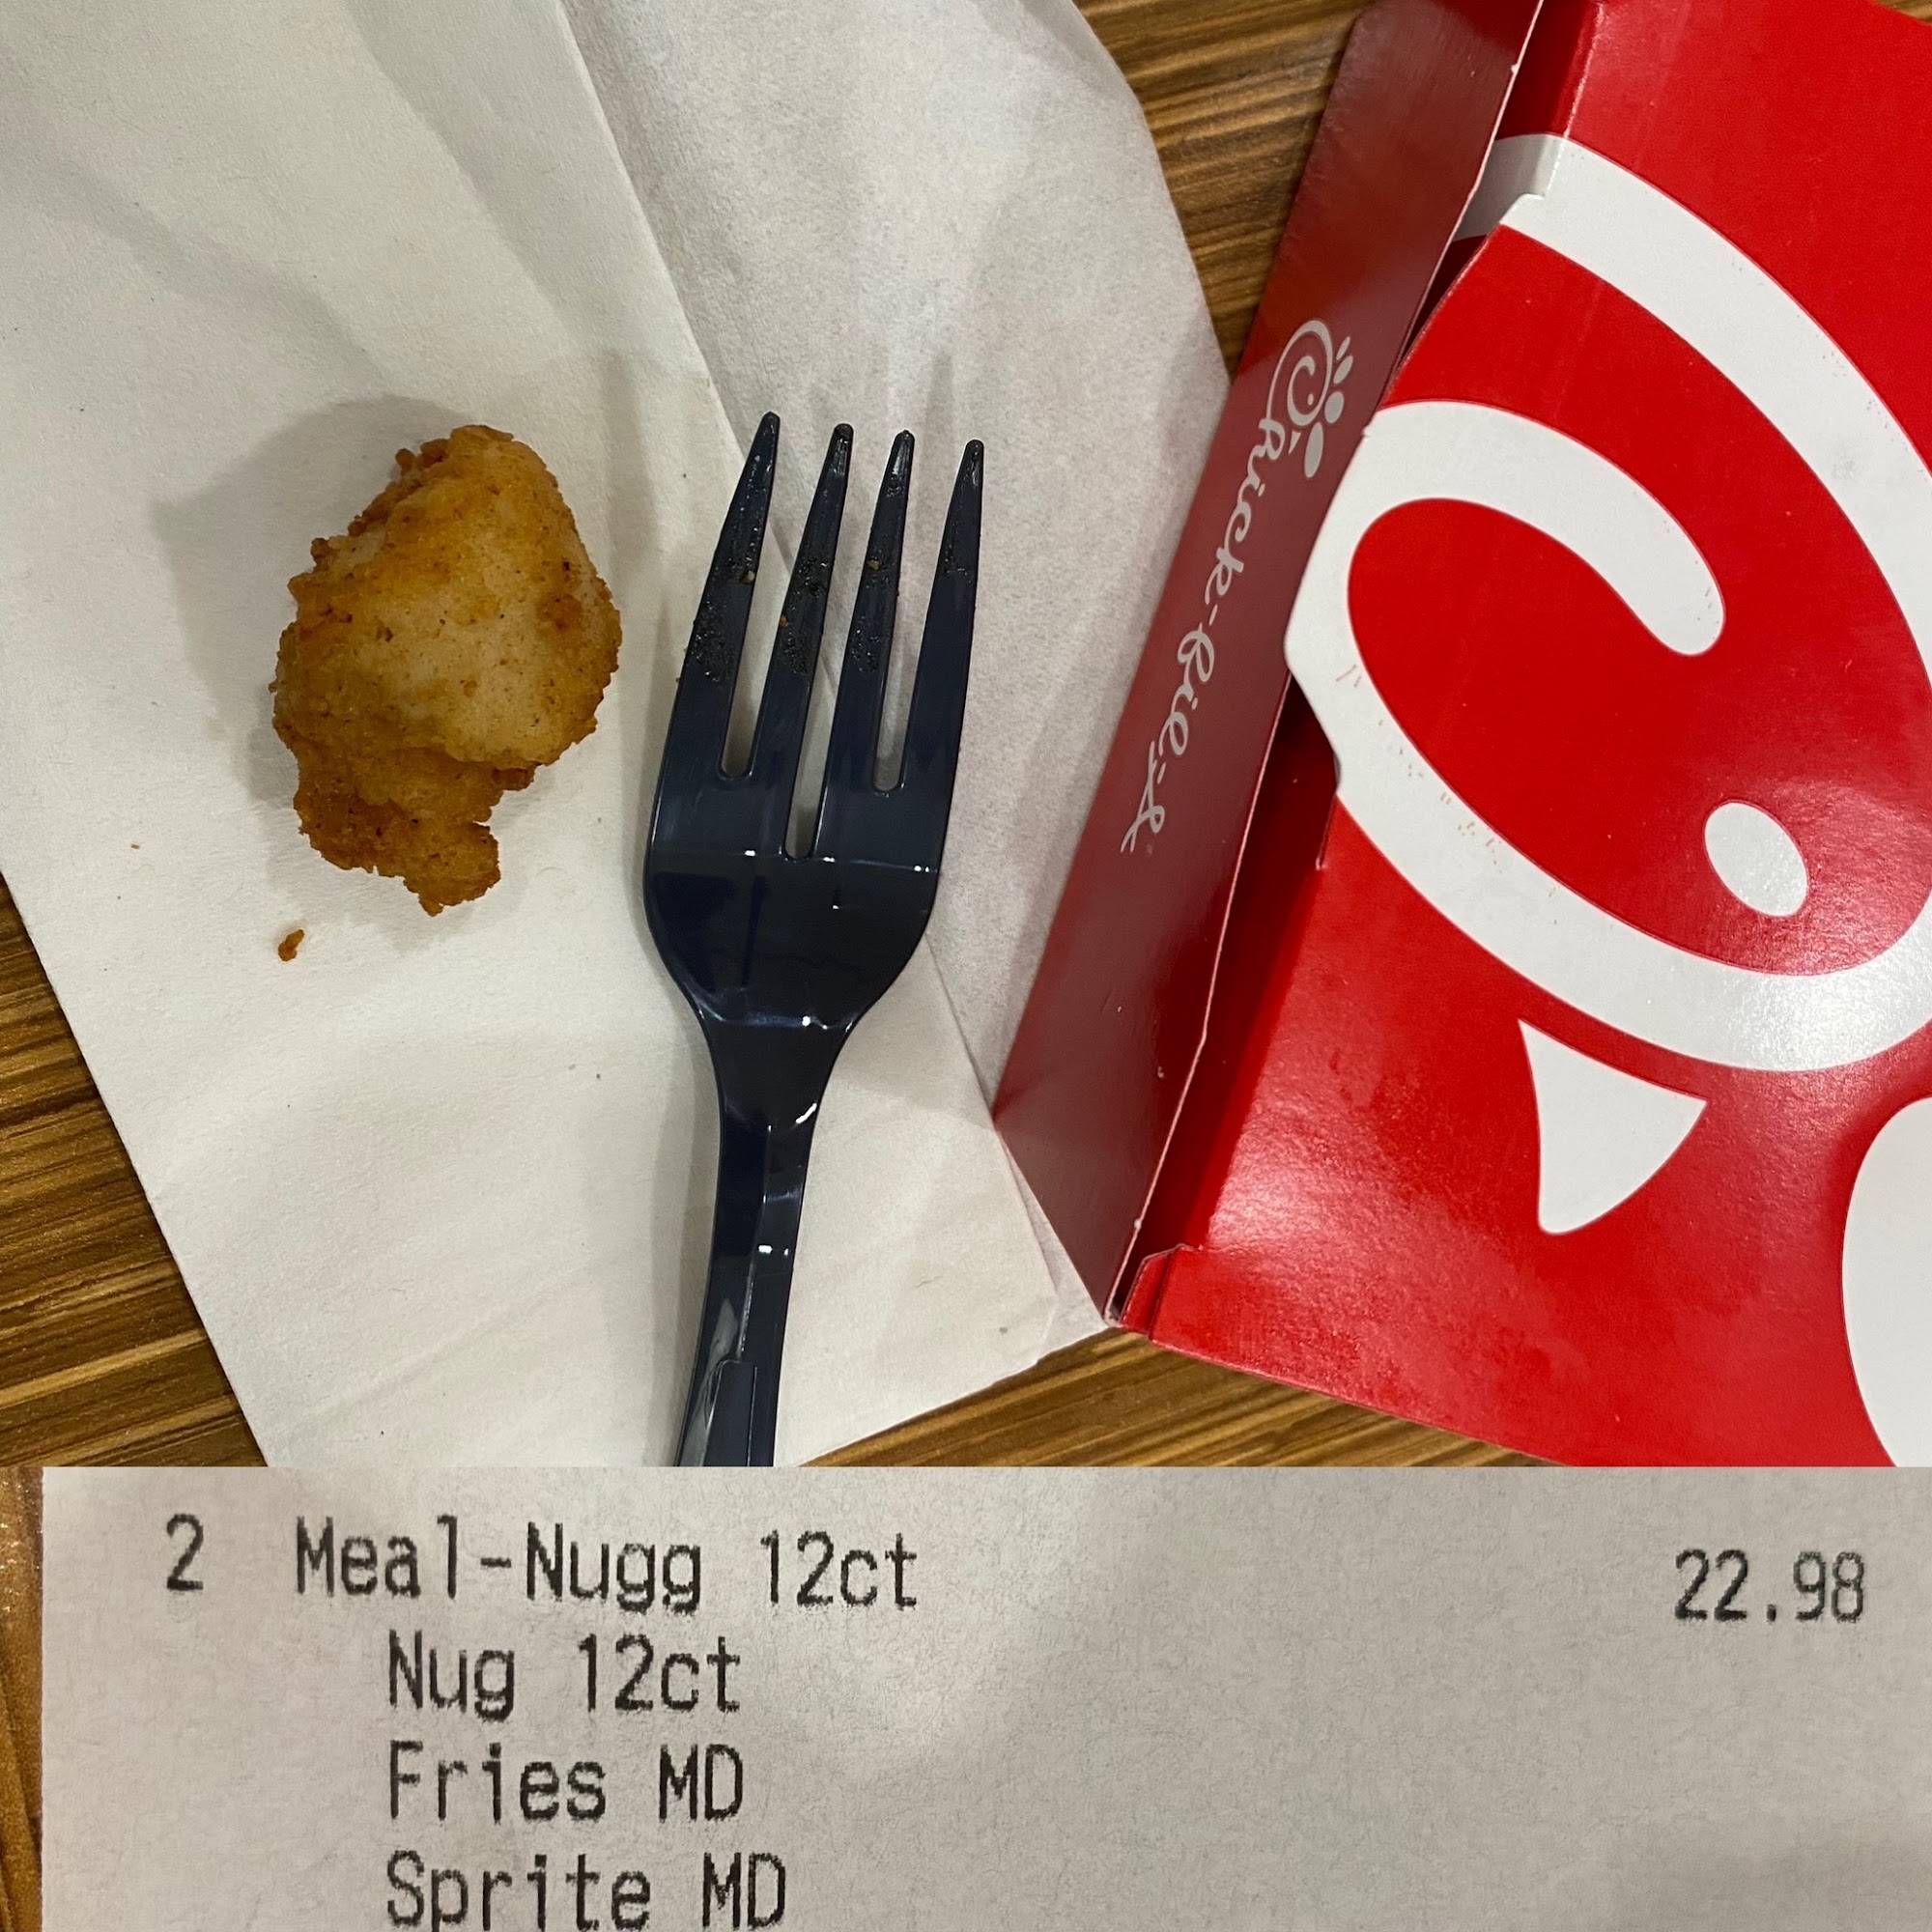 Chick-fil-A
2 Meal-Nugg 12ct 22.98
Nug 12ct
Fries MD
Sprite MD